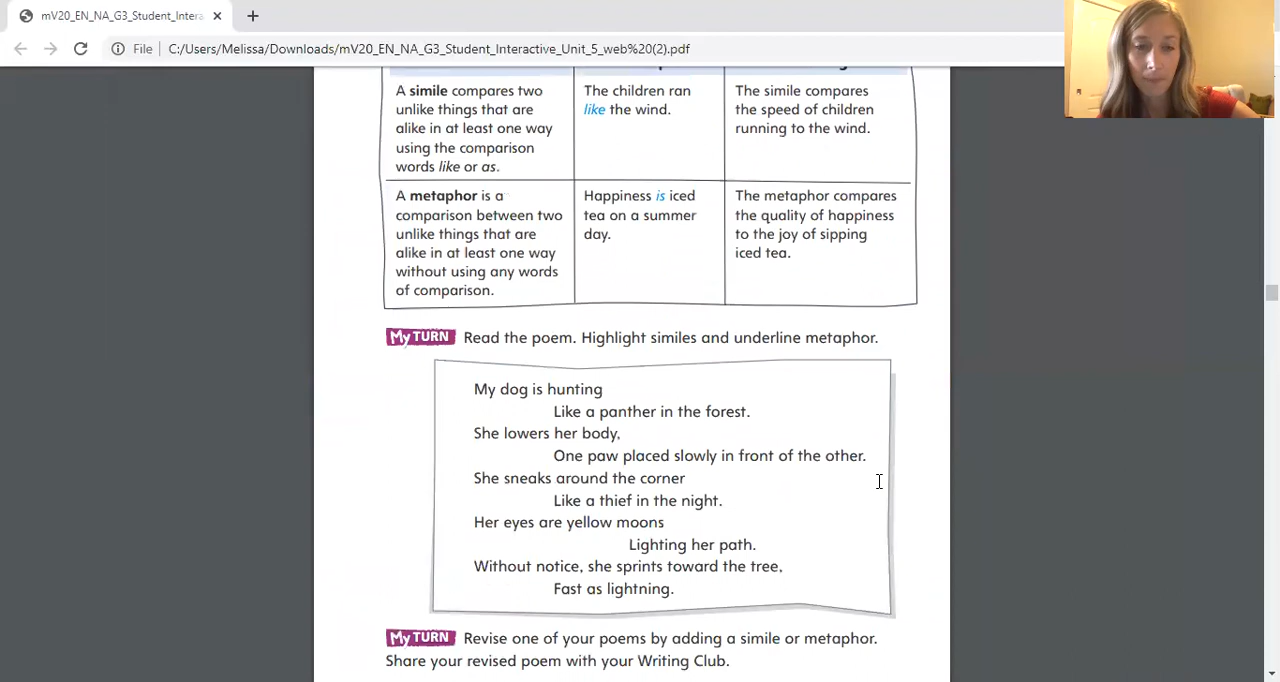 mV20_EN_NA_G3_Student_Intera
File C:/Users/Melissa/Downloads/mV20_EN_NA_G3_Student_Interactive_Unit_5_web%20(2).pdf
A simile compares two
unlike things that are
alike in at least one way
using the comparison
words like or as.
The children ran
like the wind.
The simile compares
the speed of children
running to the wind.
A metaphor is a
comparison between two
unlike things that are
alike in at least one way
without using any words
of comparison.
Happiness is iced
tea on a summer
day.
The metaphor compares
the quality of happiness
to the joy of sipping
iced tea.
My TURN Read the poem. Highlight similes and underline metaphor.
My dog is hunting
Like a panther in the forest.
She lowers her body,
One paw placed slowly in front of the other.
She sneaks around the corner
Like a thief in the night.
Her eyes are yellow moons
Lighting her path.
Without notice, she sprints toward the tree,
Fast as lightning.
My TURN Revise one of your poems by adding a simile or metaphor.
Share your revised poem with your Writing Club.